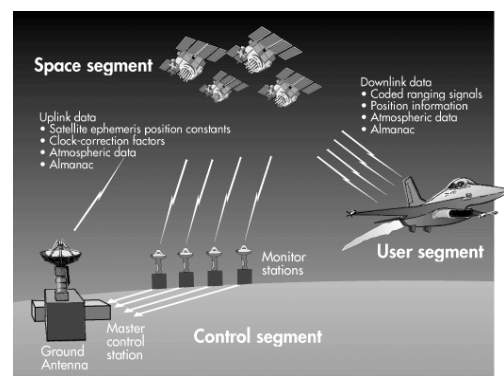 Space segment
Downlink data
• Coded ranging signals
• Position information
• Atmospheric data
• Almanac
Uplink data
• Satellite ephemeris position constants
• Clock-correction factors
• Atmospheric data
• Almanac
Monitor
stations
User segment
Master
control
station
Control segment
Ground
Antenna